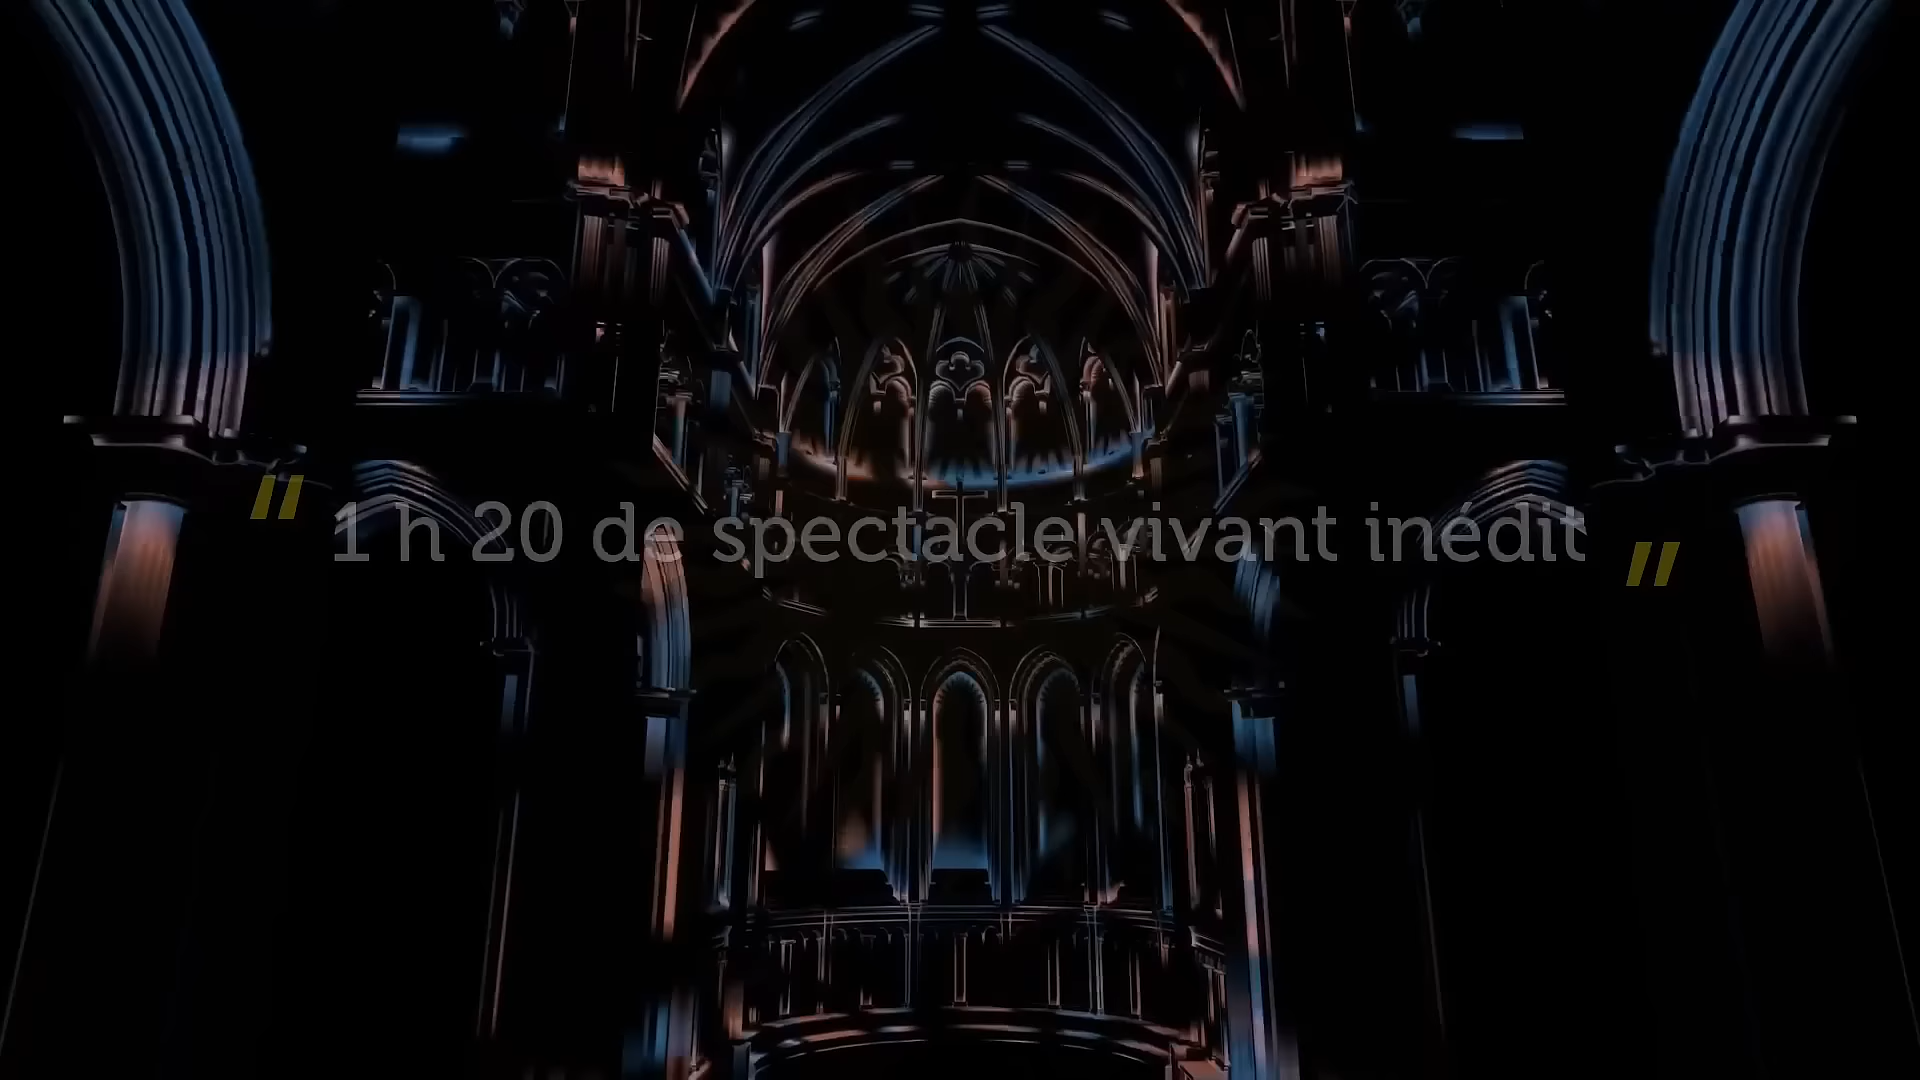 " 1 h 20 de spectacle vivant inédit "